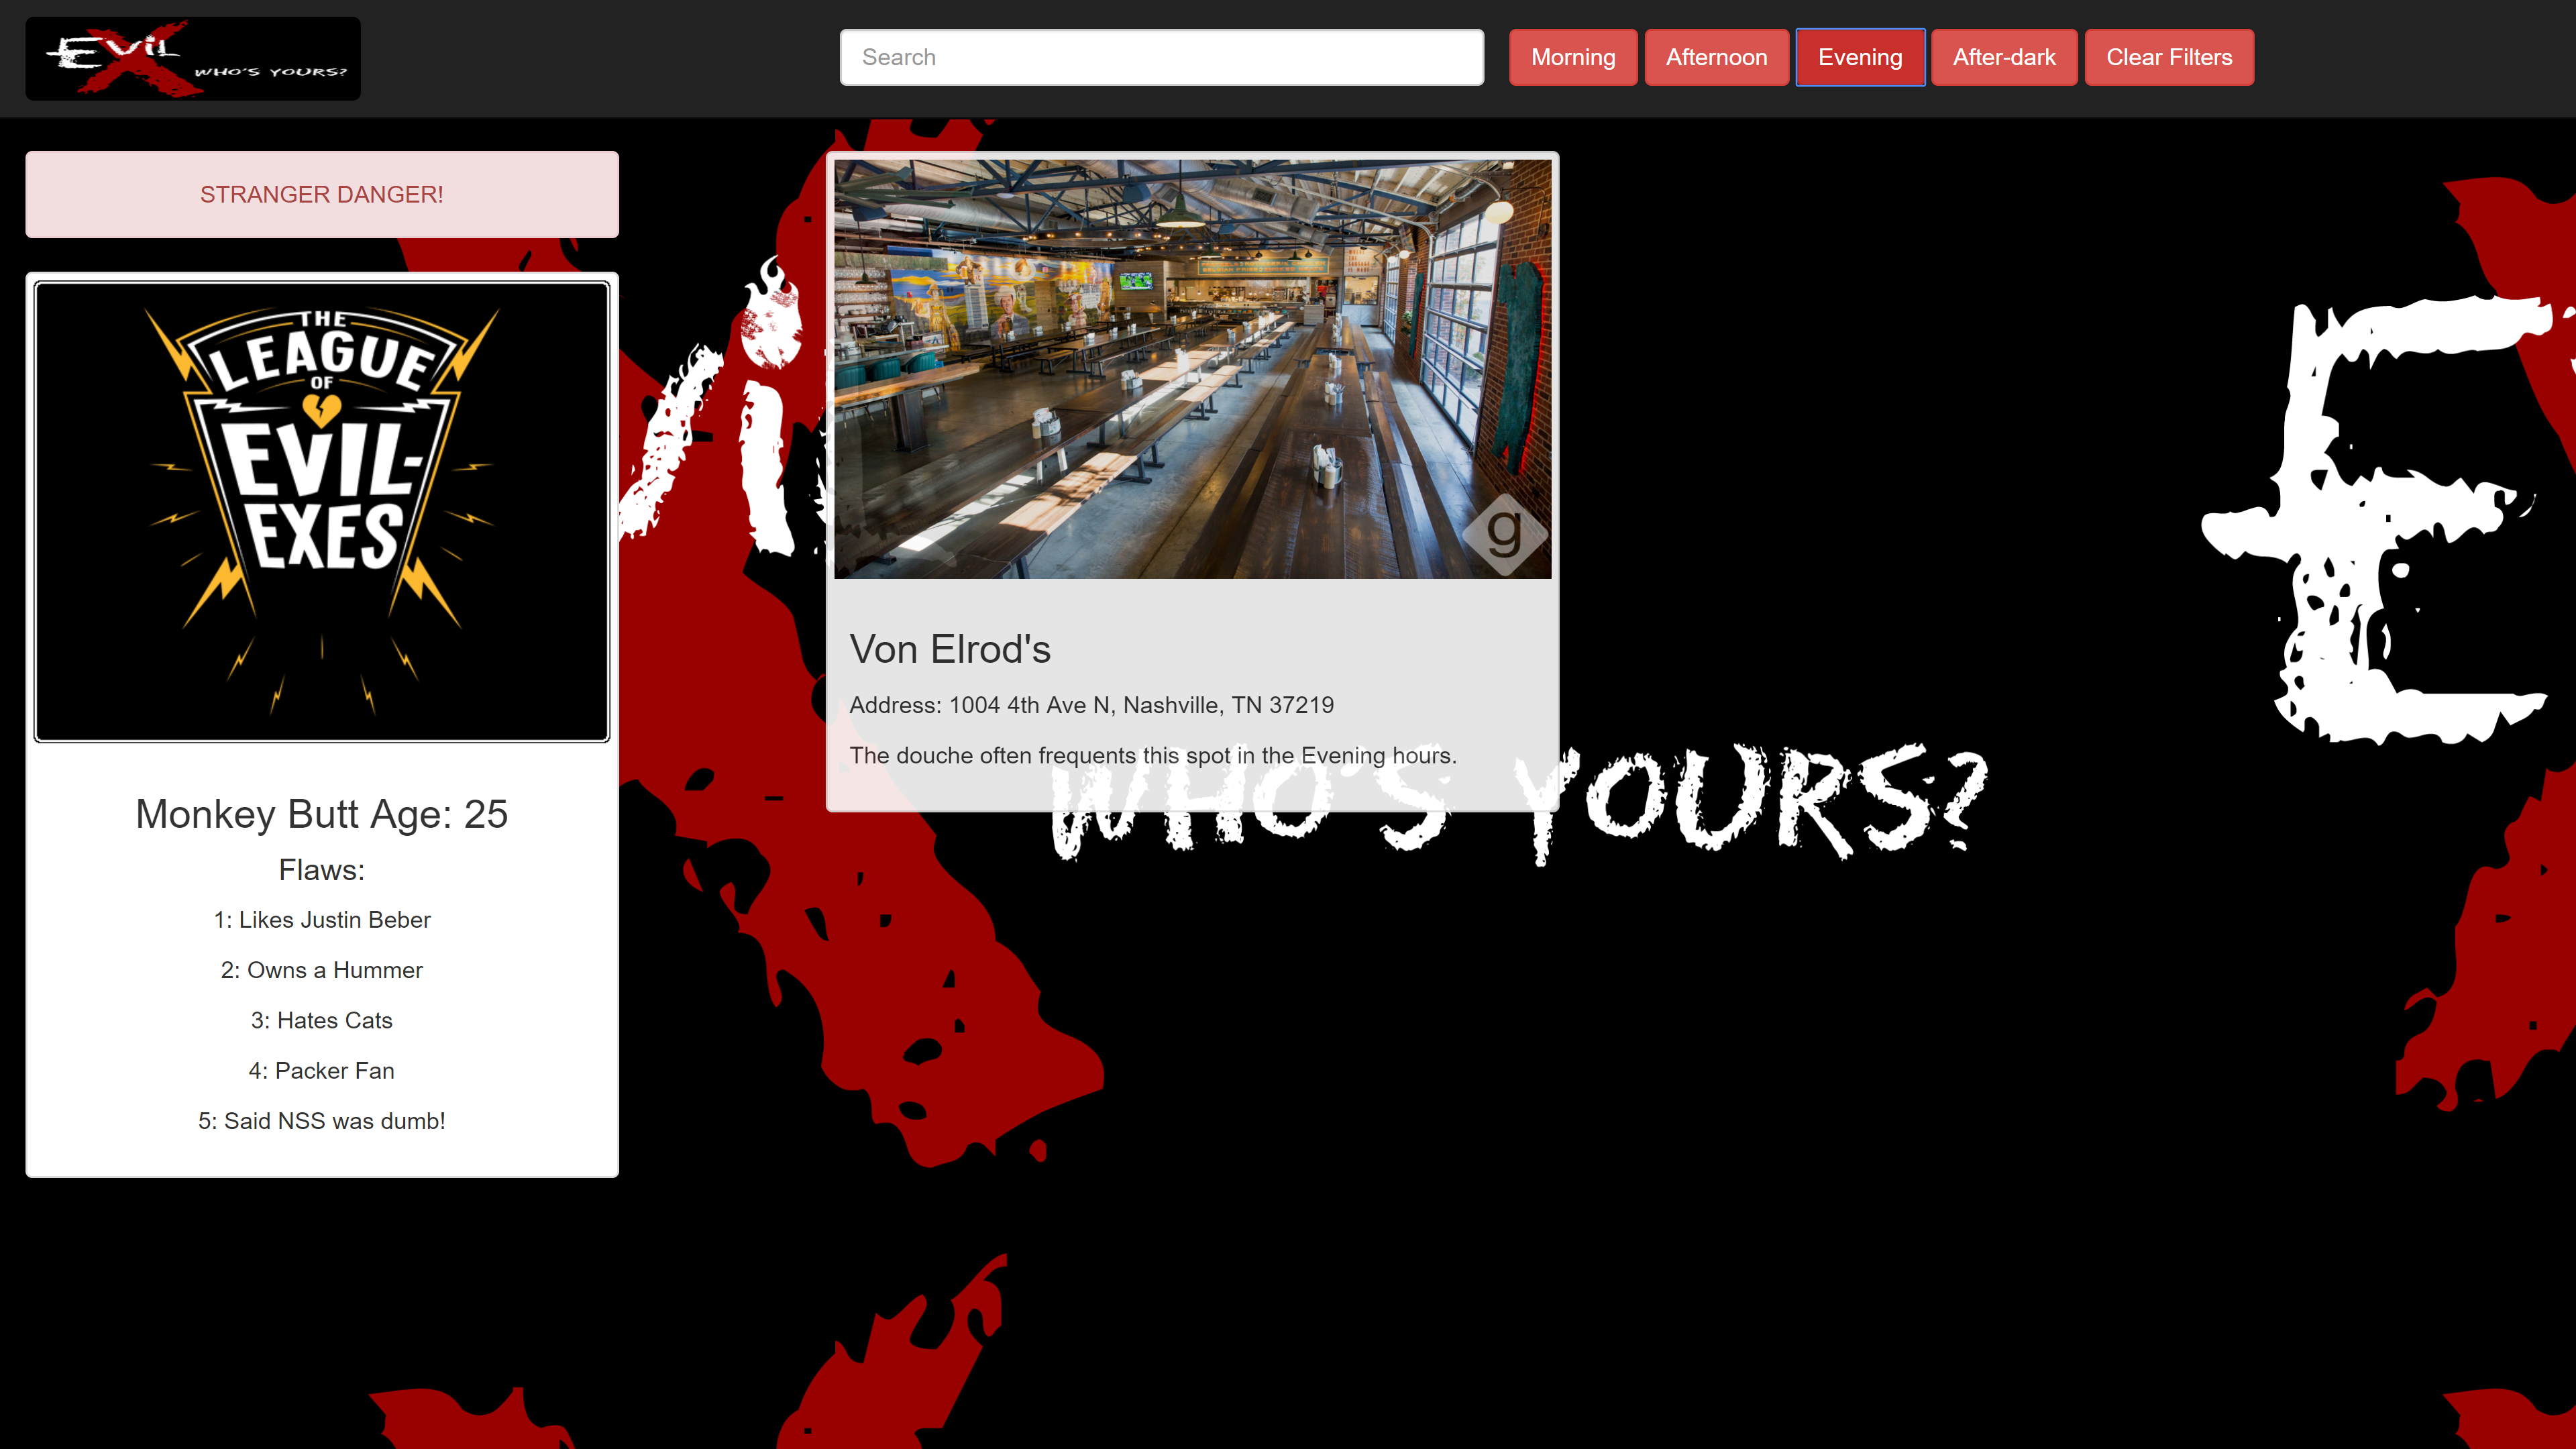 EVIL
WHO'S YOURS?
Search
Morning
Afternoon
Evening
After-dark
Clear Filters
STRANGER DANGER!
THE
LEAGUE
OF
EVIL-
EXES
Monkey Butt Age: 25
Flaws:
1: Likes Justin Beber
2: Owns a Hummer
3: Hates Cats
4: Packer Fan
5: Said NSS was dumb!
g
Von Elrod's
Address: 1004 4th Ave N, Nashville, TN 37219
The douche often frequents this spot in the Evening hours.
WHO'S YOURS?
E